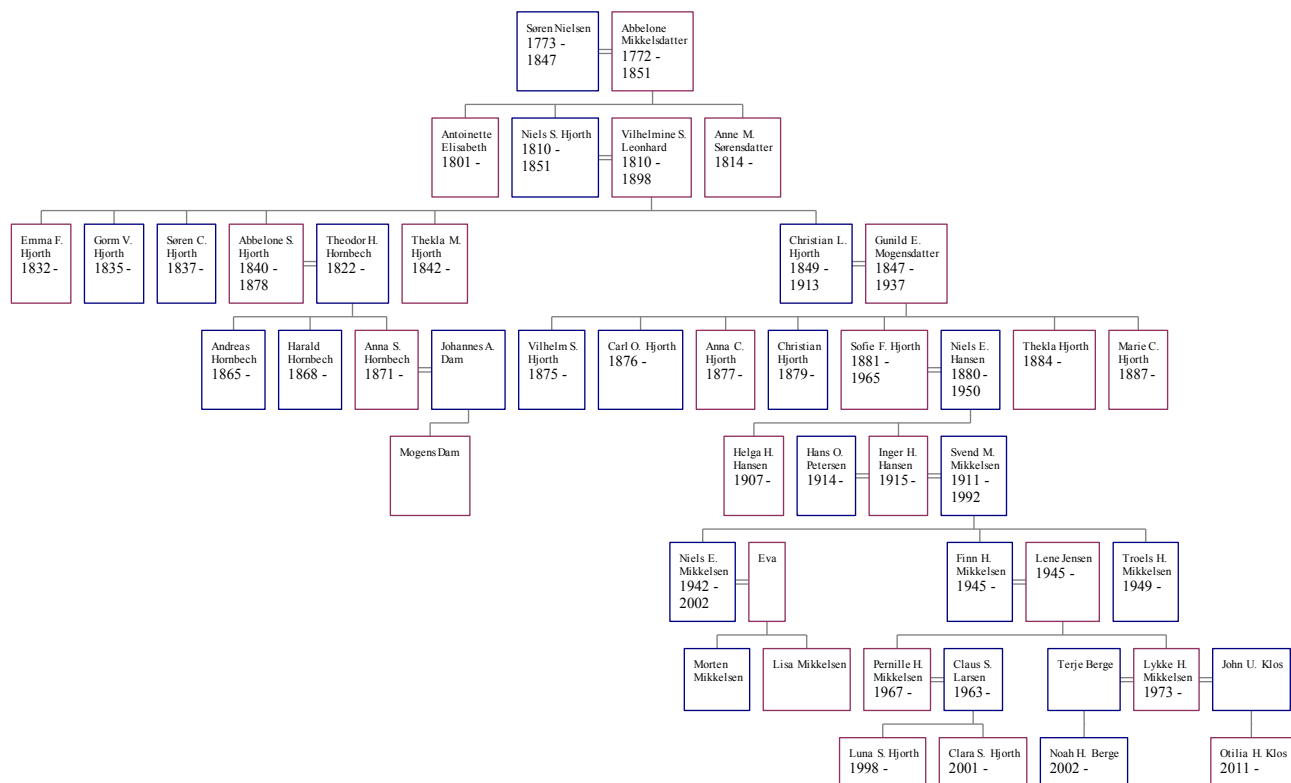 Søren Nielsen
1773 -
1847
Abbelone
Mikkelsdatter
1772 -
1851
Antoinette
Elisabeth
1801 -
Niels S. Hjorth
1810 -
1851
Vilhelmine S.
Leonhard
1810 -
1898
Anne M.
Sørensdatter
1814 -
Emma F.
Hjorth
1832 -
Gorm V.
Hjorth
1835 -
Søren C.
Hjorth
1837 -
Abbelone S.
Hjorth
1840 -
1878
Theodor H.
Hornbech
1822 -
Thekla M.
Hjorth
1842 -
Christian L.
Hjorth
1849 -
1913
Gunild E.
Mogensdatter
1847 -
1937
Andreas
Hornbech
1865 -
Harald
Hornbech
1868 -
Anna S.
Hornbech
1871 -
Johannes A.
Dam
Vilhelm S.
Hjorth
1875 -
Carl O. Hjorth
1876 -
Anna C.
Hjorth
1877 -
Christian
Hjorth
1879 -
Sofie F. Hjorth
1881 -
1965
Niels E.
Hansen
1880 -
1950
Thekla Hjorth
1884 -
Marie C.
Hjorth
1887 -
Mogens Dam
Helga H.
Hansen
1907 -
Hans O.
Petersen
1914 -
Inger H.
Hansen
1915 -
Svend M.
Mikkelsen
1911 -
1992
Niels E.
Mikkelsen
1942 -
2002
Eva
Finn H.
Mikkelsen
1945 -
Lene Jensen
1945 -
Troels H.
Mikkelsen
1949 -
Morten
Mikkelsen
Lisa Mikkelsen
Pernille H.
Mikkelsen
1967 -
Claus S.
Larsen
1963 -
Terje Berge
Lykke H.
Mikkelsen
1973 -
John U. Klos
Luna S. Hjorth
1998 -
Clara S. Hjorth
2001 -
Noah H. Berge
2002 -
Otilia H. Klos
2011 -